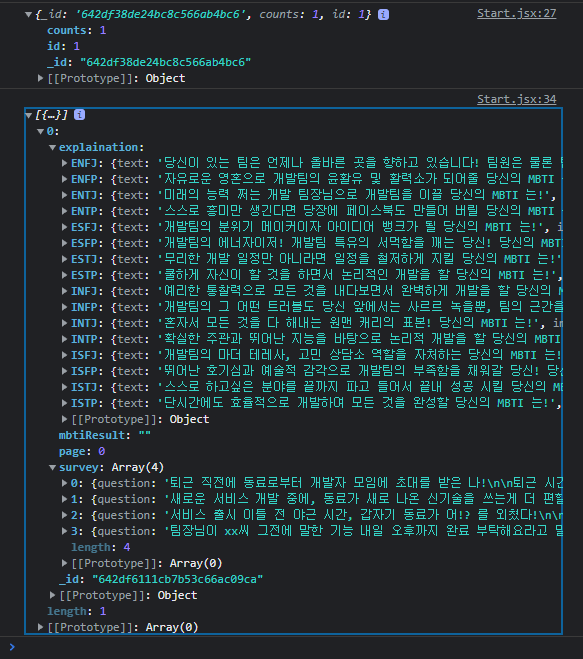 Start.jsx:27
{_id: '642df38de24bc8c566ab4bc6', counts: 1, id: 1}
counts: 1
id: 1
_id: "642df38de24bc8c566ab4bc6"
[[Prototype]]: Object
Start.jsx:34
[{…}]
0:
explaination:
ENFJ: {text: '당신이 있는 팀은 언제나 올바른 곳을 향하고 있습니다! 팀원은 물론
ENFP: {text: '자유로운 영혼으로 개발팀의 윤활유 및 활력소가 되어줄 당신의 MBTI
ENTJ: {text: '미래의 능력 쩌는 개발 팀장님으로 개발팀을 이끌 당신의 MBTI 는!',
ENTP: {text: '스스로 흥미만 생긴다면 당장에 페이스북도 만들어 버릴 당신의 MBTI
ESFJ: {text: '개발팀의 분위기 메이커이자 아이디어 뱅크가 될 당신의 MBTI 는!', i
ESFP: {text: '개발팀의 에너자이저! 개발팀 특유의 서먹함을 깨는 당신! 당신의 MB
ESTJ: {text: '무리한 개발 일정만 아니라면 일정을 철저하게 지킬 당신의 MBTI 는!
ESTP: {text: '쿨하게 자신이 할 것을 하면서 논리적인 개발을 할 당신의 MBTI 는!
INFJ: {text: '예리한 통찰력으로 모든 것을 내다보면서 완벽하게 개발을 할 당신의 M
INFP: {text: '개발팀의 그 어떤 트러블도 당신 앞에서는 사르르 녹을뿐, 팀의 근간을
INTJ: {text: '혼자서 모든 것을 다 해내는 원맨 캐리의 표본! 당신의 MBTI 는!', im
INTP: {text: '확실한 주관과 뛰어난 지능을 바탕으로 논리적 개발을 할 당신의 MBTI
ISFJ: {text: '개발팀의 마더 테레사, 고민 상담소 역할을 자처하는 당신의 MBTI 는!
ISFP: {text: '뛰어난 호기심과 예술적 감각으로 개발팀의 부족함을 채워갈 당신! 당
ISTJ: {text: '스스로 하고싶은 분야를 끝까지 파고 들어서 끝내 성공 시킬 당신의 MB
ISTP: {text: '단시간에도 효율적으로 개발하여 모든 것을 완성할 당신의 MBTI 는!',
[[Prototype]]: Object
mbtiResult: ""
page: 0
survey: Array(4)
0: {question: '퇴근 직전에 동료로부터 개발자 모임에 초대를 받은 나!\n\n퇴근 시간
1: {question: '새로운 서비스 개발 중에, 동료가 새로 나온 신기술을 쓰는게 더 편할
2: {question: '서비스 출시 이틀 전 야근 시간, 갑자기 동료가 어!? 를 외쳤다!\n\n
3: {question: '팀장님이 xx씨 그전에 말한 기능 내일 오후까지 완료 부탁해요라고 말
length: 4
[[Prototype]]: Array(0)
_id: "642df6111cb7b53c66ac09ca"
[[Prototype]]: Object
length: 1
[[Prototype]]: Array(0)